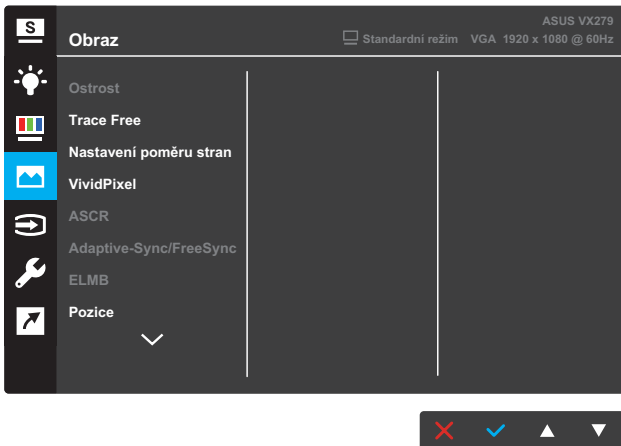 S
ASUS VX279
Obraz
Standardní režim VGA 1920 x 1080 @ 60Hz
Ostrost
Trace Free
Nastavení poměru stran
VividPixel
ASCR
Adaptive-Sync/FreeSync
ELMB
Pozice